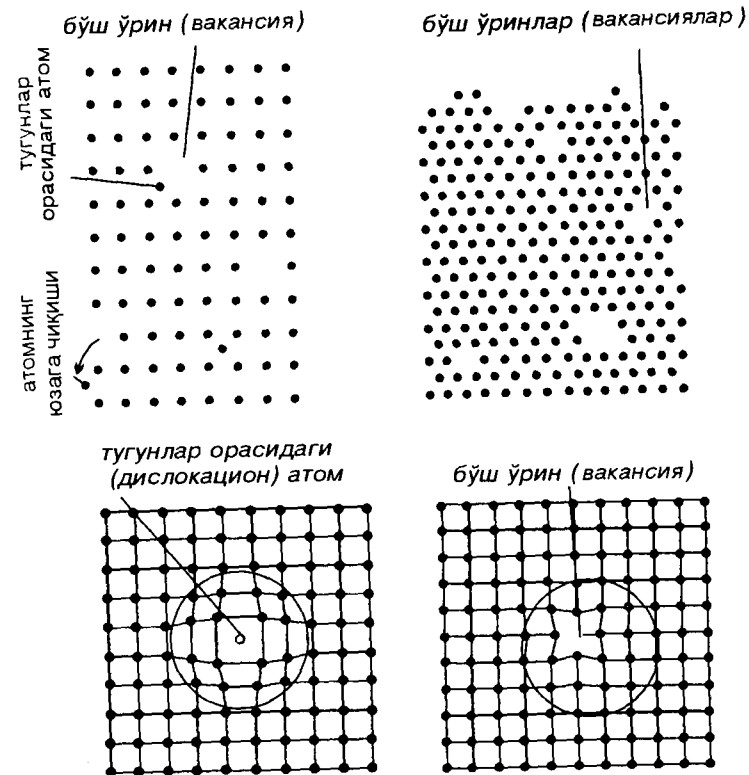 бўш ўрин (вакансия)
бўш ўринлар (вакансиялар)
тугунлар
орасидаги атом
атомнинг
юзага чиқиши
тугунлар орасидаги
(дислокацион) атом
бўш ўрин (вакансия)